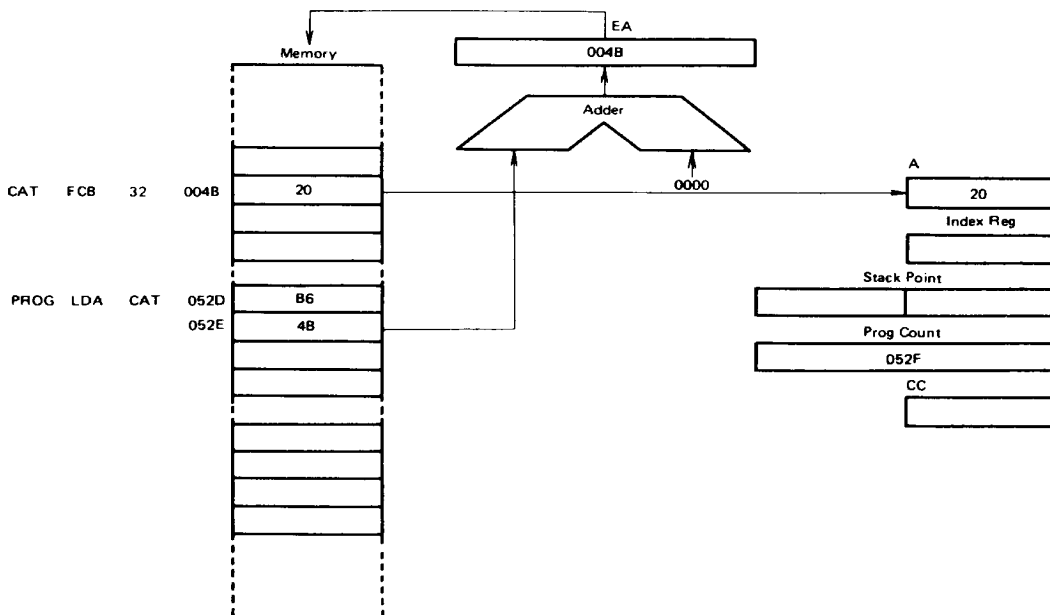 EA
004B
Memory
Adder
0000
A
CAT FCB 32 004B 20
20
Index Reg
Stack Point
PROG LDA CAT 052D B6
052E 4B
Prog Count
052F
CC